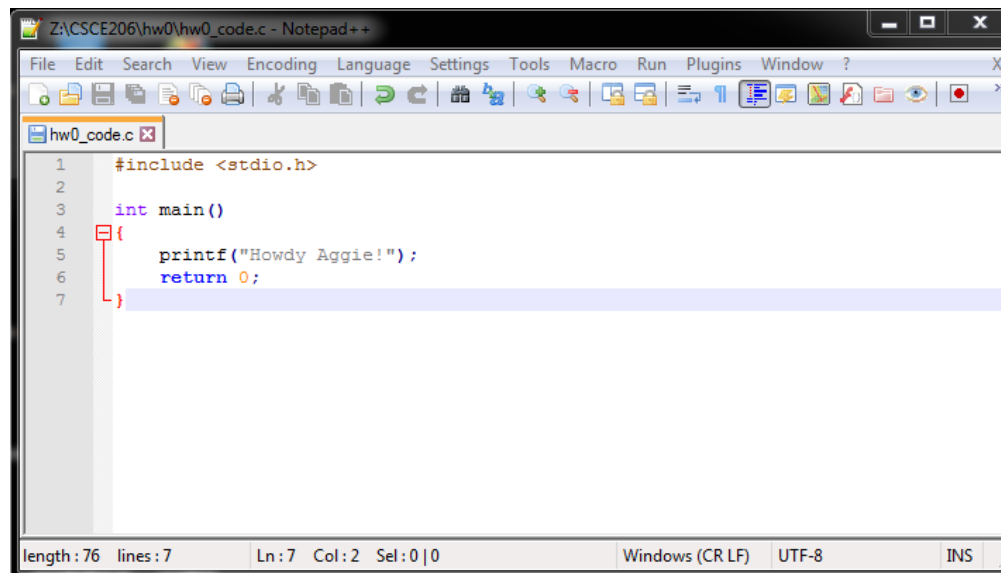 Z:\CSCE206\hw0\hw0_code.c - Notepad++
File Edit Search View Encoding Language Settings Tools Macro Run Plugins Window ? X
hw0_code.c
1 #include <stdio.h>
2
3 int main()
4 {
5     printf("Howdy Aggie!");
6     return 0;
7 }
length : 76 lines : 7 Ln : 7 Col : 2 Sel : 0 | 0 Windows (CR LF) UTF-8 INS